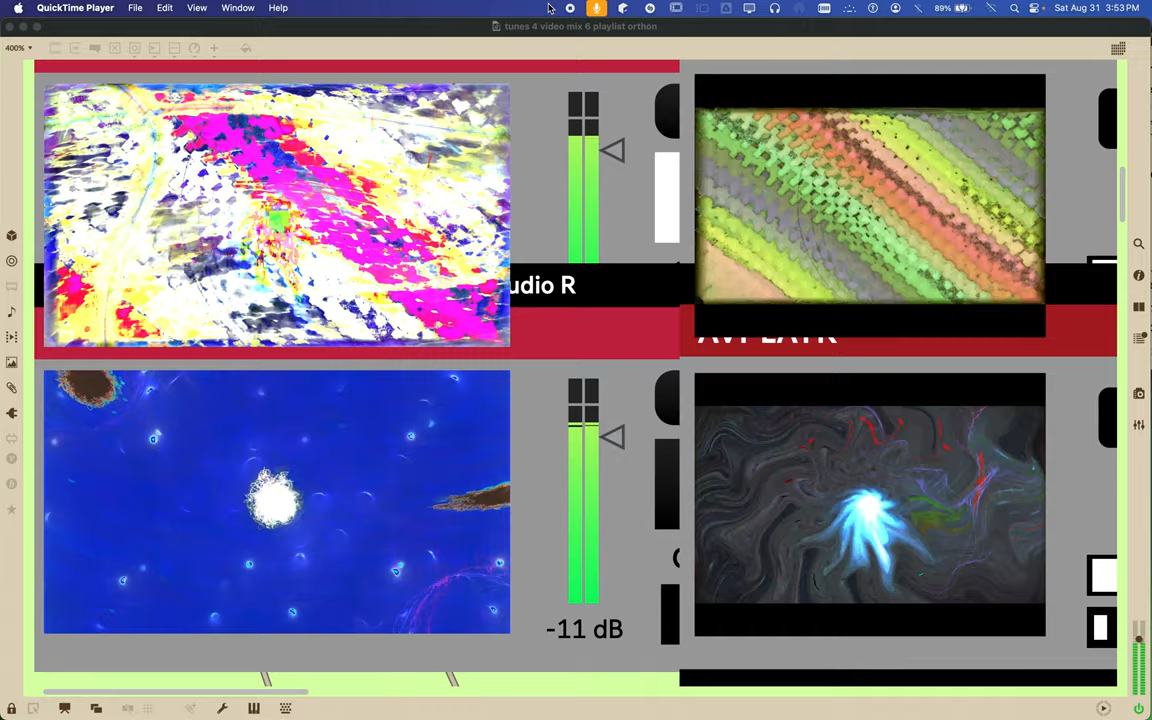 QuickTime Player File Edit View Window Help 89% Sat Aug 31 3:53 PM
tunes 4 video mix 6 playlist orthon
400%
udio R
-11 dB